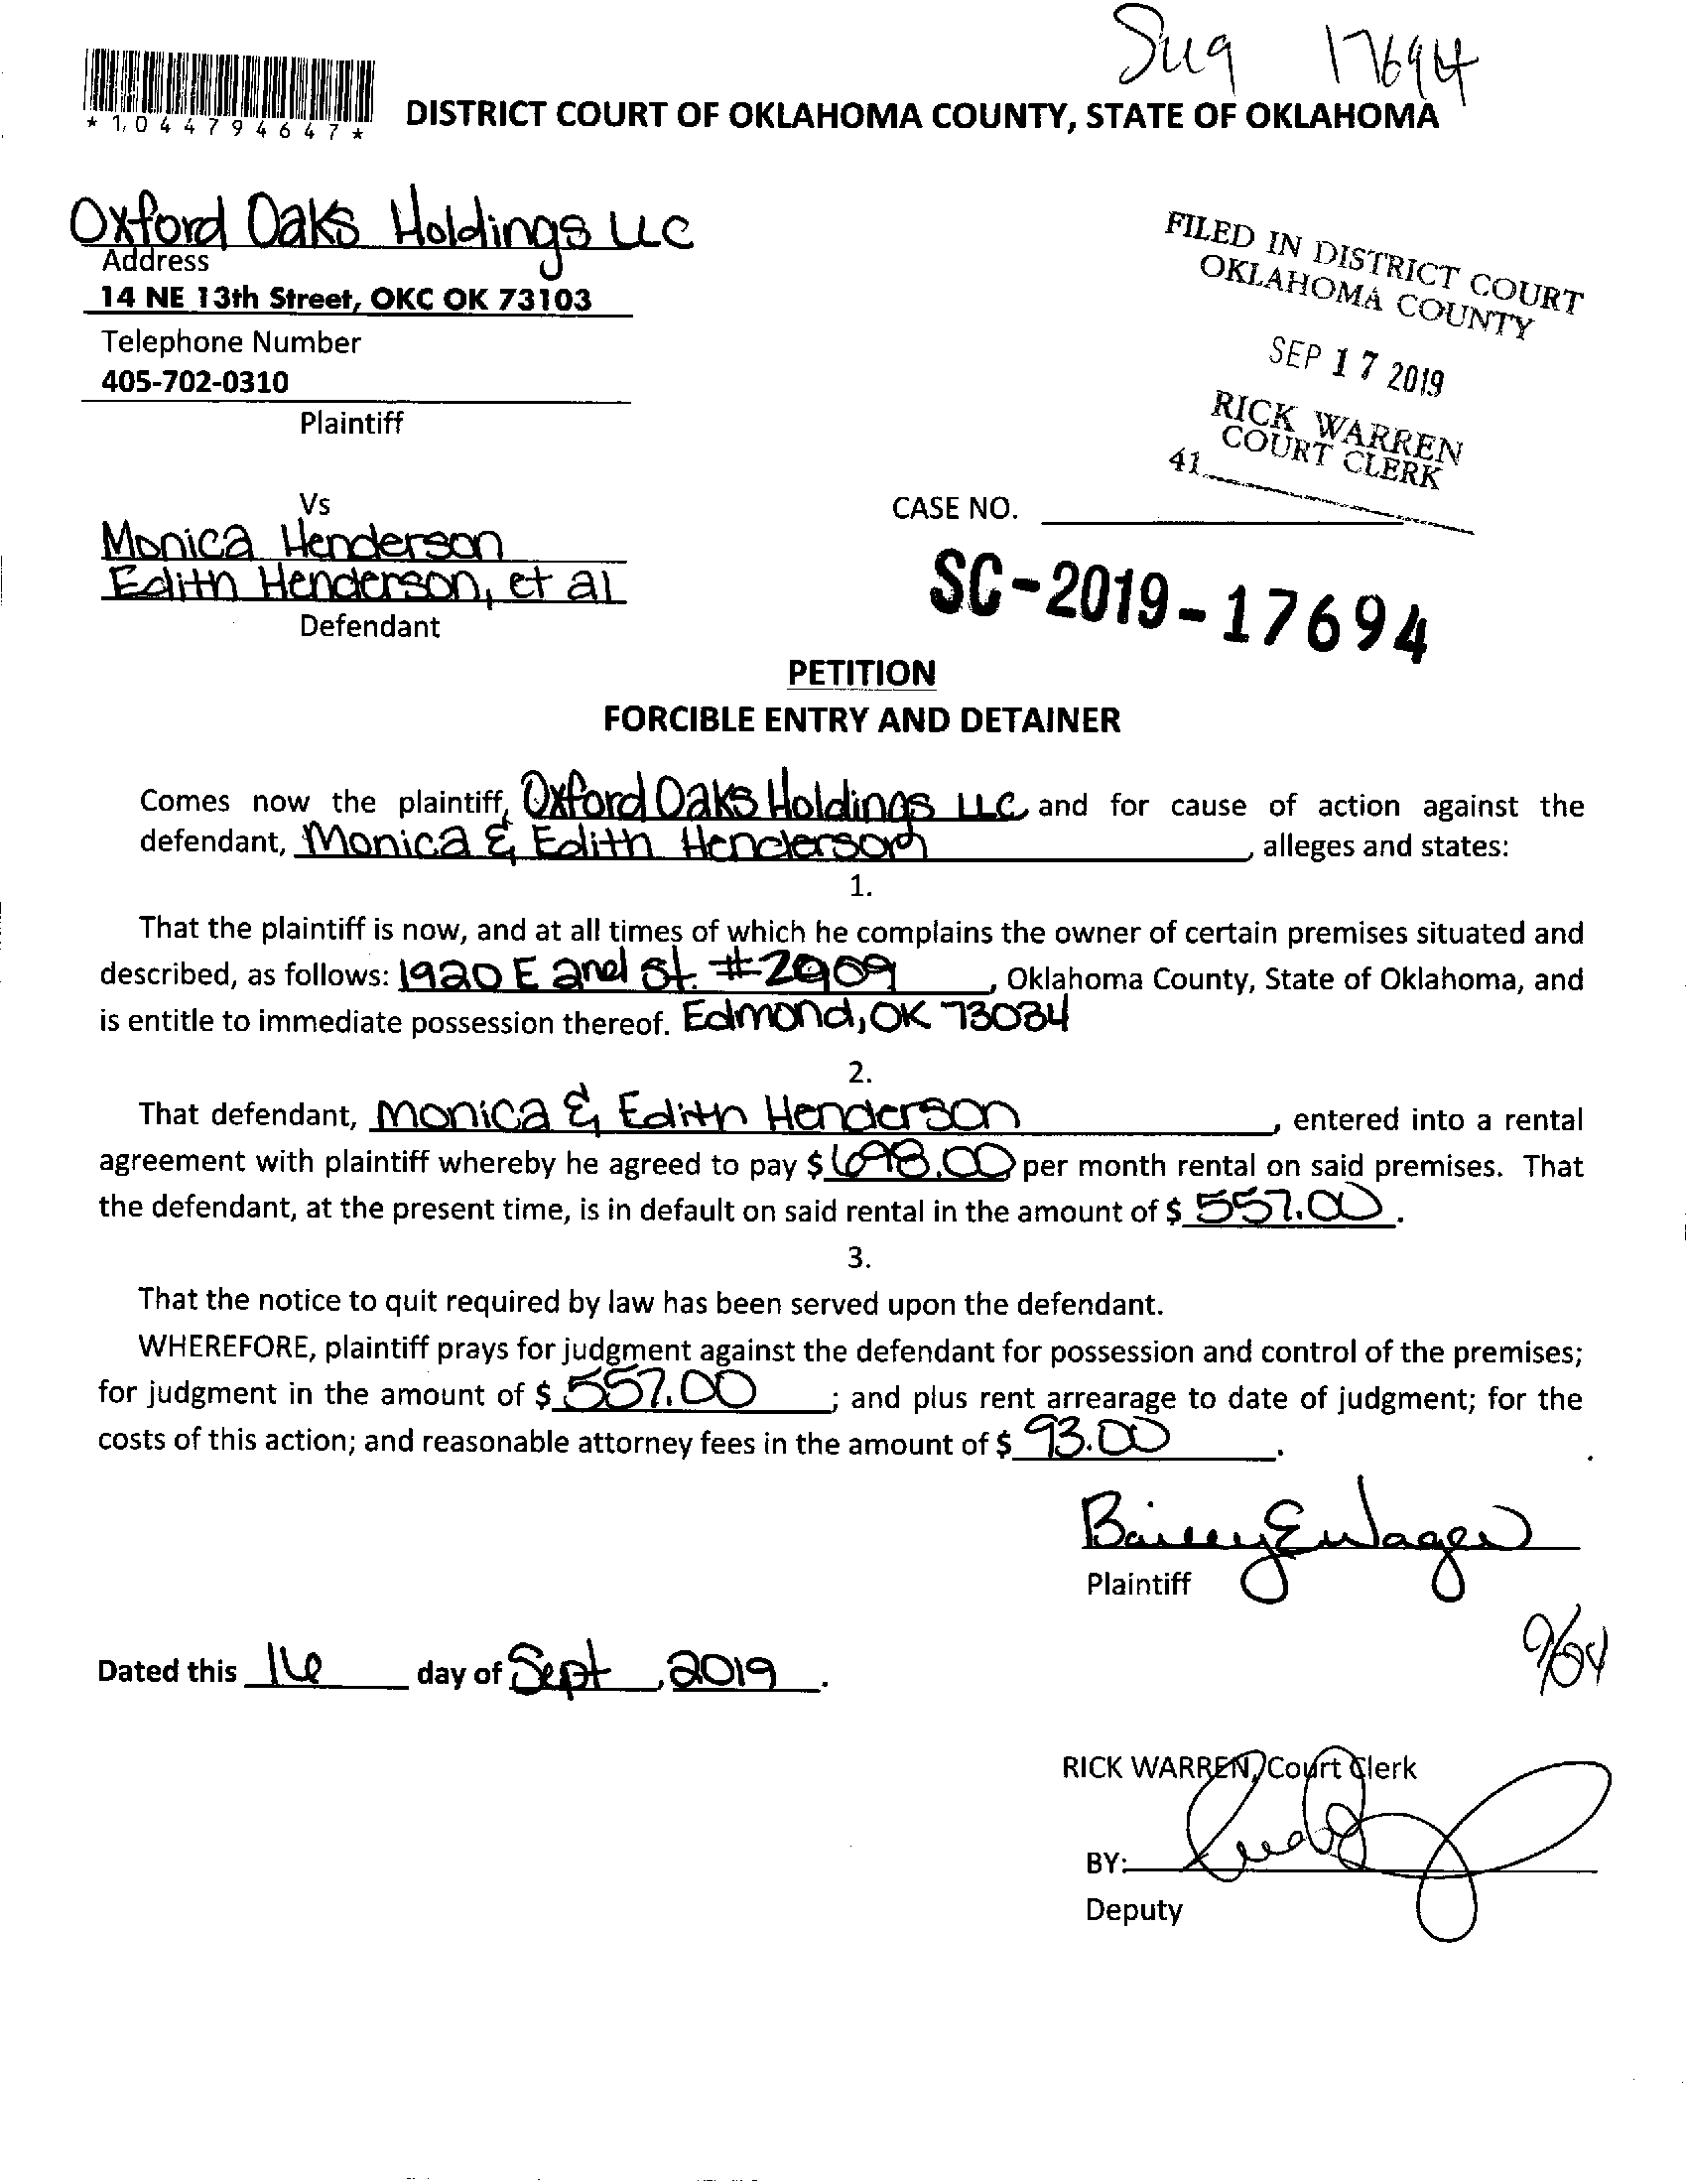 17694
*1044794647*
DISTRICT COURT OF OKLAHOMA COUNTY, STATE OF OKLAHOMA
Oxford Oaks Holdings LLC
Address
14 NE 13th Street, OKC OK 73103
Telephone Number
405-702-0310
Plaintiff
FILED IN DISTRICT COURT
OKLAHOMA COUNTY
SEP 17 2019
RICK WARREN
COURT CLERK
41
Vs
Monica Henderson
Edith Henderson, et al
Defendant
CASE NO.
SC-2019-17694
PETITION
FORCIBLE ENTRY AND DETAINER
Comes now the plaintiff, Oxford Oaks Holdings LLC and for cause of action against the
defendant, Monica & Edith Henderson, alleges and states:
1.
That the plaintiff is now, and at all times of which he complains the owner of certain premises situated and
described, as follows: 1920 E 2nd St. #2909, Oklahoma County, State of Oklahoma, and
is entitle to immediate possession thereof. Edmond, OK 73034
2.
That defendant, Monica & Edith Henderson, entered into a rental
agreement with plaintiff whereby he agreed to pay $ 698.00 per month rental on said premises. That
the defendant, at the present time, is in default on said rental in the amount of $ 557.00.
3.
That the notice to quit required by law has been served upon the defendant.
WHEREFORE, plaintiff prays for judgment against the defendant for possession and control of the premises;
for judgment in the amount of $ 557.00; and plus rent arrearage to date of judgment; for the
costs of this action; and reasonable attorney fees in the amount of $ 93.00.
Plaintiff
Dated this 16 day of Sept, 2019.
RICK WARREN, Court Clerk
BY:
Deputy